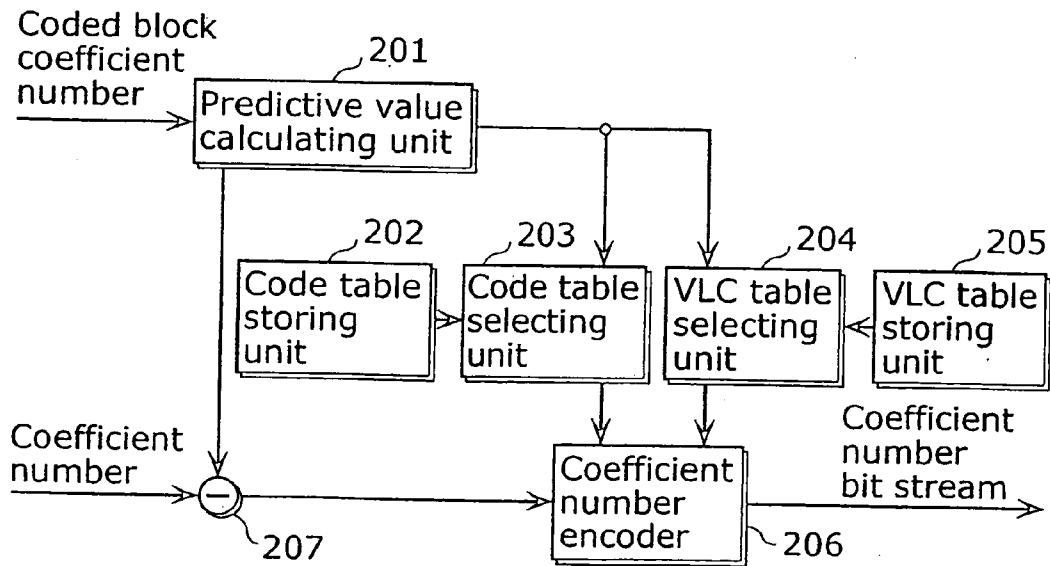 Coded block
coefficient
number
201
Predictive value
calculating unit
202
203
204
205
Code table
storing
unit
Code table
selecting
unit
VLC table
selecting
unit
VLC table
storing
unit
Coefficient
number
207
Coefficient
number
encoder
206
Coefficient
number
bit stream